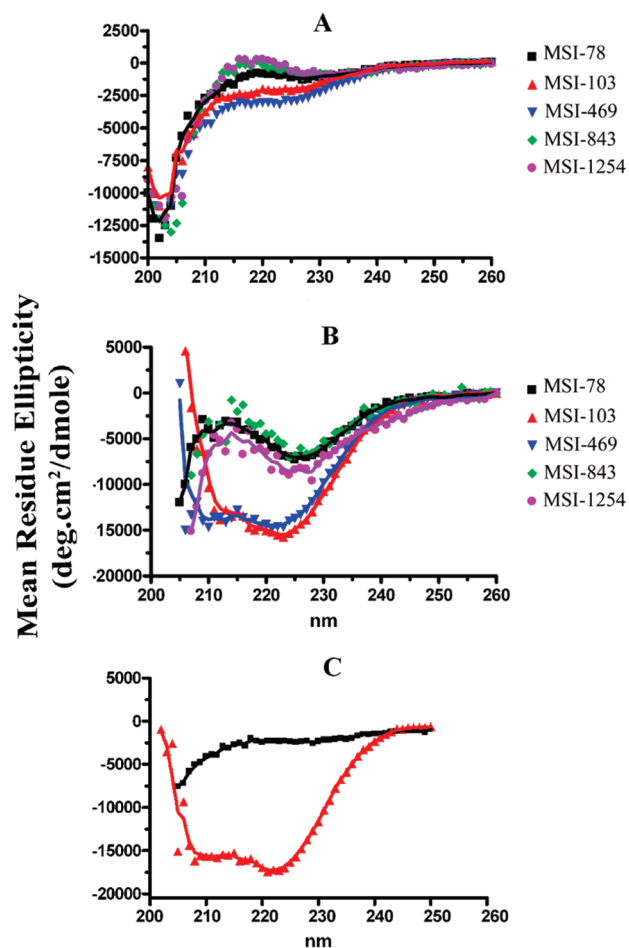 A
5000
2500
0
-2500
-5000
-7500
-10000
-12500
-15000
200 210 220 230 240 250 260
MSI-78
MSI-103
MSI-469
MSI-843
MSI-1254
Mean Residue Ellipticity
(deg.cm²/dmole)
B
5000
0
-5000
-10000
-15000
-20000
200 210 220 230 240 250 260
nm
MSI-78
MSI-103
MSI-469
MSI-843
MSI-1254
C
5000
0
-5000
-10000
-15000
-20000
200 210 220 230 240 250 260
nm